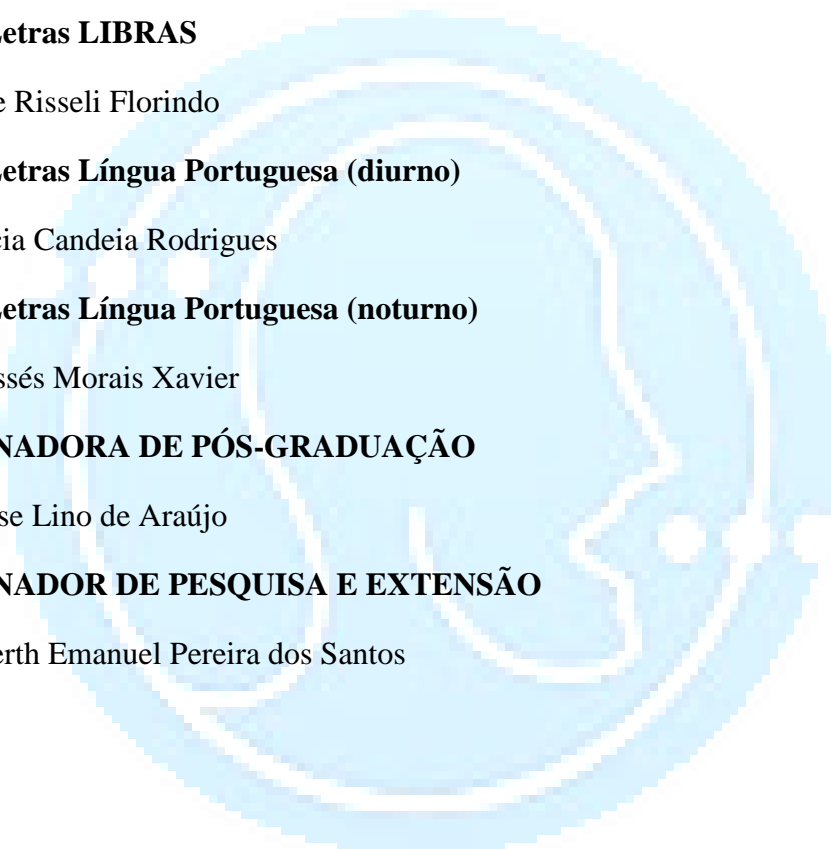 etras LIBRAS
e Risseli Florindo
etras Língua Portuguesa (diurno)
cia Candeia Rodrigues
etras Língua Portuguesa (noturno)
ssés Morais Xavier
NADORA DE PÓS-GRADUAÇÃO
se Lino de Araújo
NADOR DE PESQUISA E EXTENSÃO
erth Emanuel Pereira dos Santos